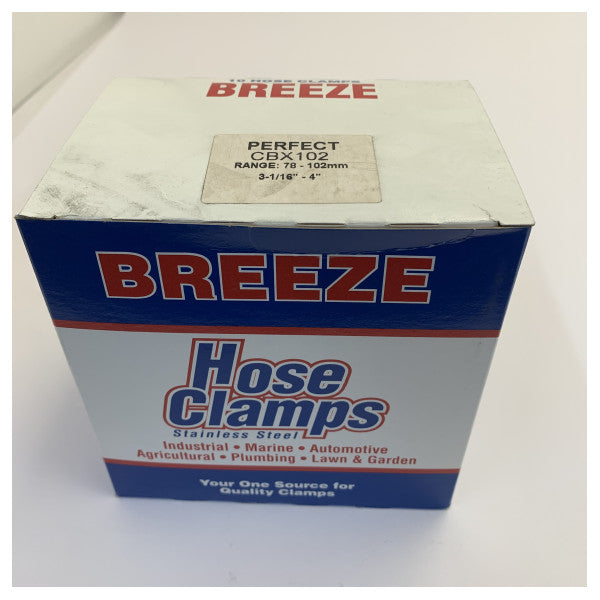 10 HOSE CLAMPS
BREEZE
PERFECT
CBX102
RANGE: 78 - 102mm
3-1/16" - 4"
BREEZE
Hose
Clamps
Stainless Steel
Industrial • Marine • Automotive
Agricultural • Plumbing • Lawn & Garden
Your One Source for
Quality Clamps